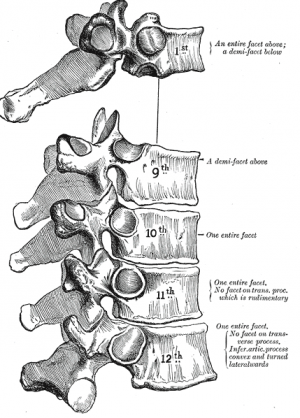 1st
An entire facet above;
a demi-facet below
9th
A demi-facet above
10th
One entire facet
11th
One entire facet,
No facet on trans. proc.
which is rudimentary
12th
One entire facet,
No facet on trans-
verse process,
Infer. artic. process
convex and turned
lateralwards